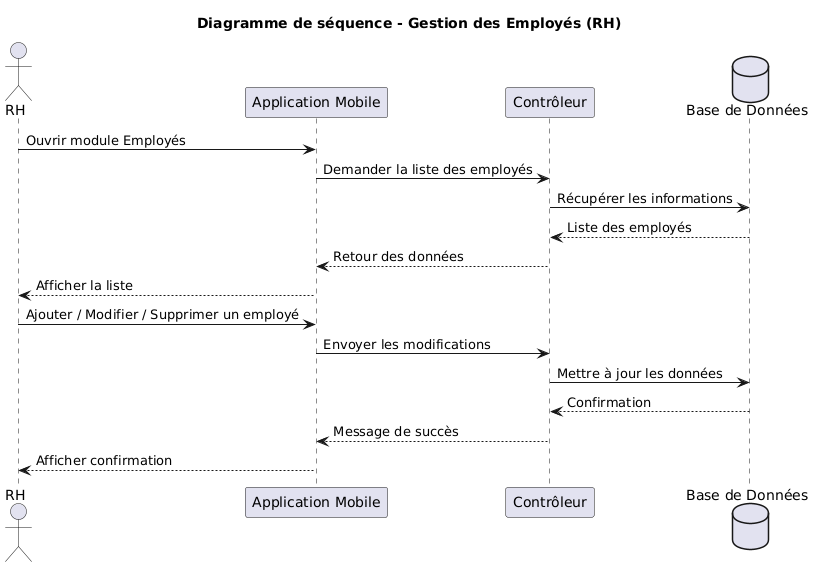 Diagramme de séquence - Gestion des Employés (RH)
RH
Application Mobile
Contrôleur
Base de Données
Ouvrir module Employés
Demander la liste des employés
Récupérer les informations
Liste des employés
Retour des données
Afficher la liste
Ajouter / Modifier / Supprimer un employé
Envoyer les modifications
Mettre à jour les données
Confirmation
Message de succès
Afficher confirmation
RH
Application Mobile
Contrôleur
Base de Données